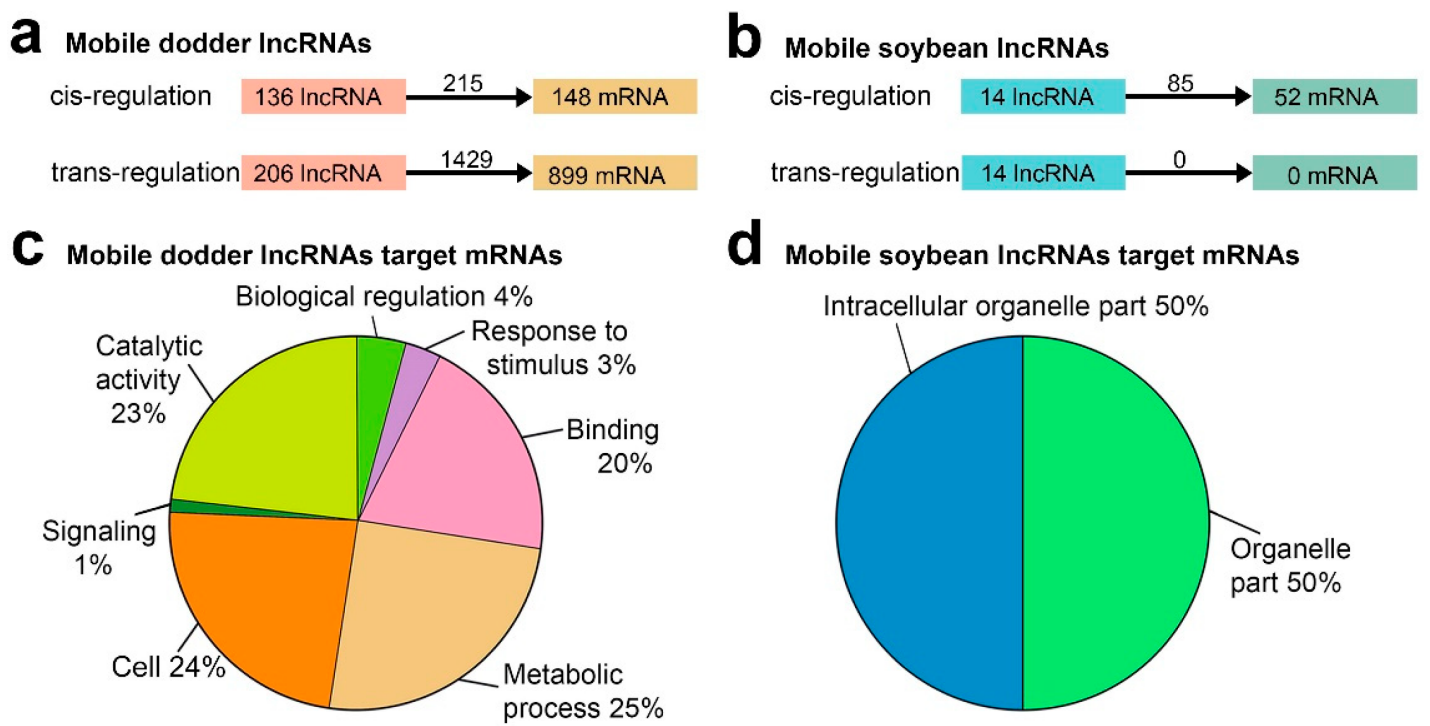 a Mobile dodder lncRNAs
cis-regulation 136 lncRNA 215 148 mRNA
trans-regulation 206 lncRNA 1429 899 mRNA
b Mobile soybean lncRNAs
cis-regulation 14 lncRNA 85 52 mRNA
trans-regulation 14 lncRNA 0 0 mRNA
c Mobile dodder lncRNAs target mRNAs
Biological regulation 4%
Response to
stimulus 3%
Binding
20%
Metabolic
process 25%
Cell 24%
Signaling
1%
Catalytic
activity
23%
d Mobile soybean lncRNAs target mRNAs
Intracellular organelle part 50%
Organelle
part 50%